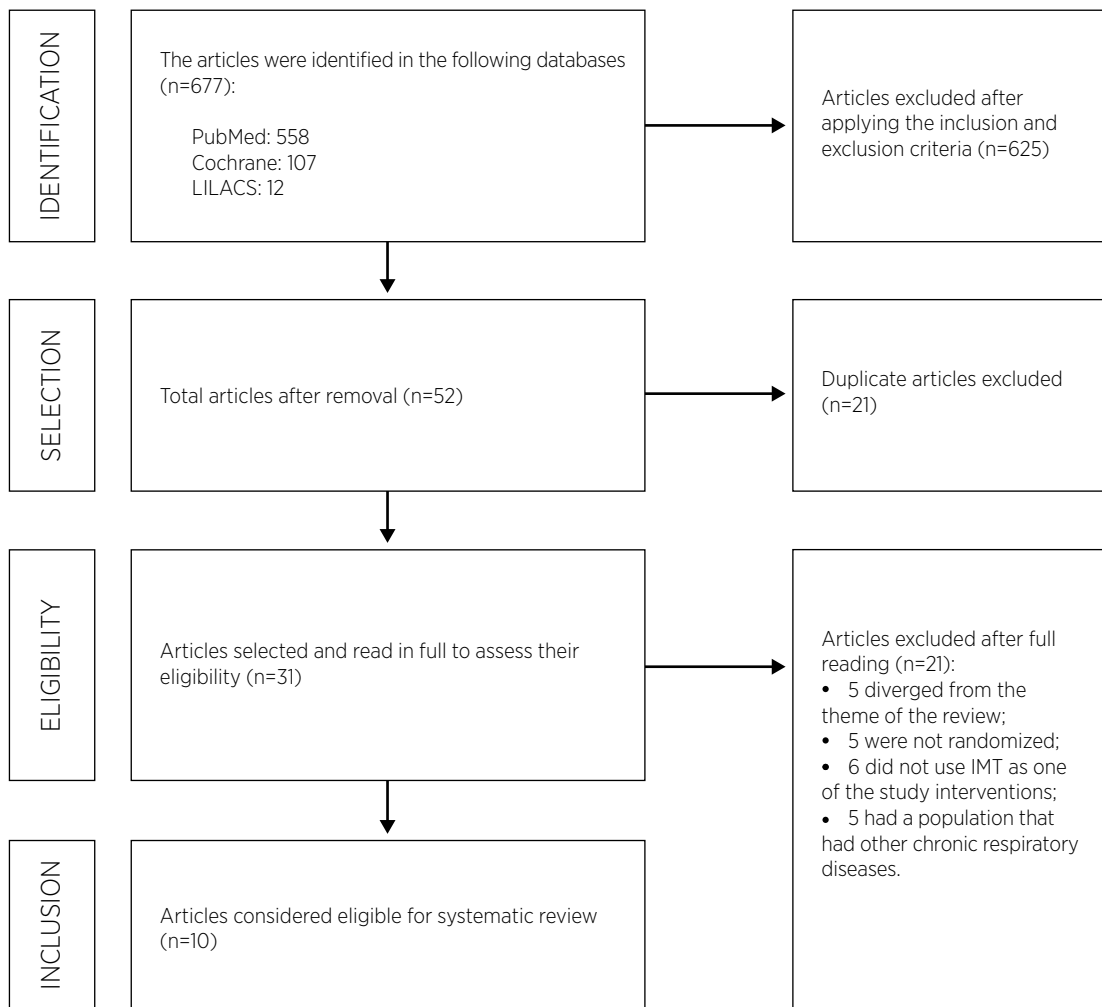 IDENTIFICATION
The articles were identified in the following databases
(n=677):
PubMed: 558
Cochrane: 107
LILACS: 12
Articles excluded after
applying the inclusion and
exclusion criteria (n=625)
SELECTION
Total articles after removal (n=52)
Duplicate articles excluded
(n=21)
ELIGIBILITY
Articles selected and read in full to assess their
eligibility (n=31)
Articles excluded after full
reading (n=21):
• 5 diverged from the
theme of the review;
• 5 were not randomized;
• 6 did not use IMT as one
of the study interventions;
• 5 had a population that
had other chronic respiratory
diseases.
INCLUSION
Articles considered eligible for systematic review
(n=10)